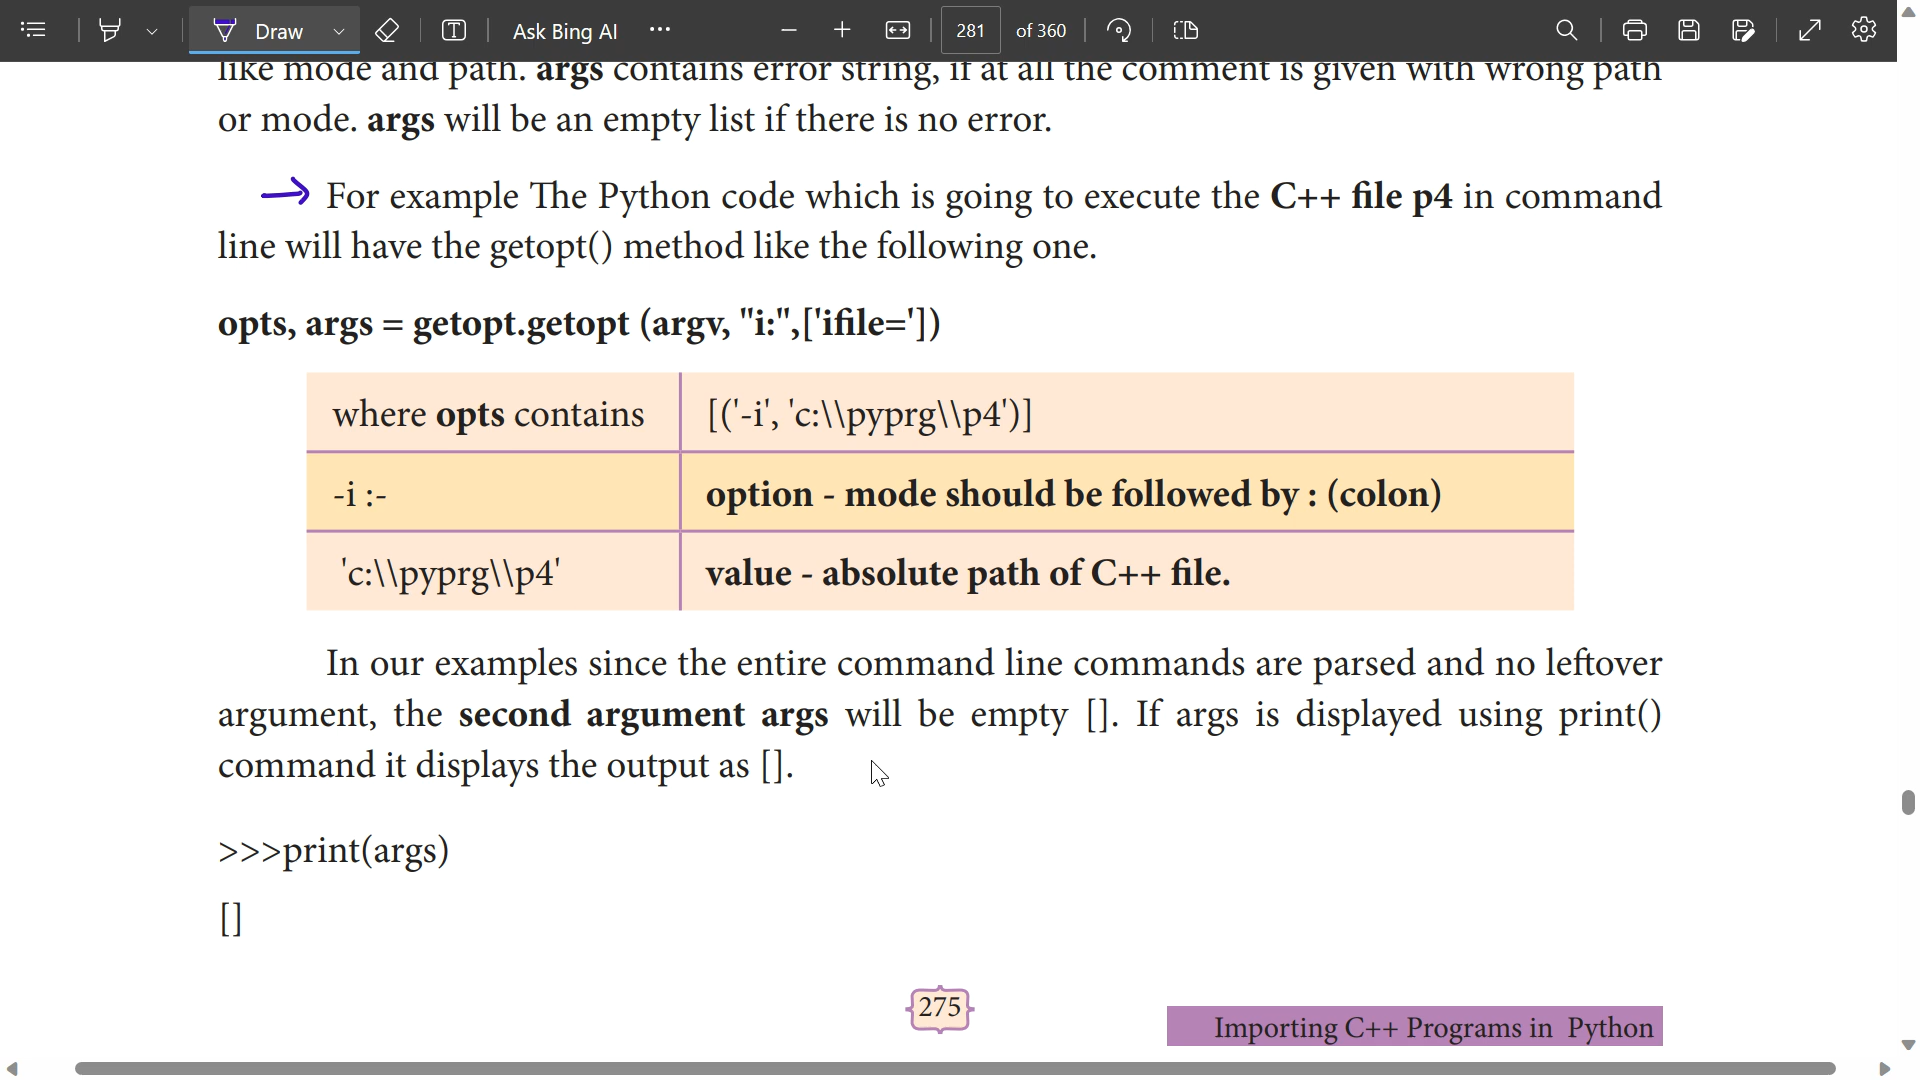 Draw
Ask Bing AI
281 of 360
like mode and path. args contains error string, if at all the comment is given with wrong path
or mode. args will be an empty list if there is no error.
For example The Python code which is going to execute the C++ file p4 in command
line will have the getopt() method like the following one.
opts, args = getopt.getopt (argv, "i:",['ifile='])
where opts contains [('-i', 'c:\\pyprg\\p4')]
-i :- option - mode should be followed by : (colon)
'c:\\pyprg\\p4' value - absolute path of C++ file.
In our examples since the entire command line commands are parsed and no leftover
argument, the second argument args will be empty []. If args is displayed using print()
command it displays the output as [].
>>>print(args)
[]
275
Importing C++ Programs in Python